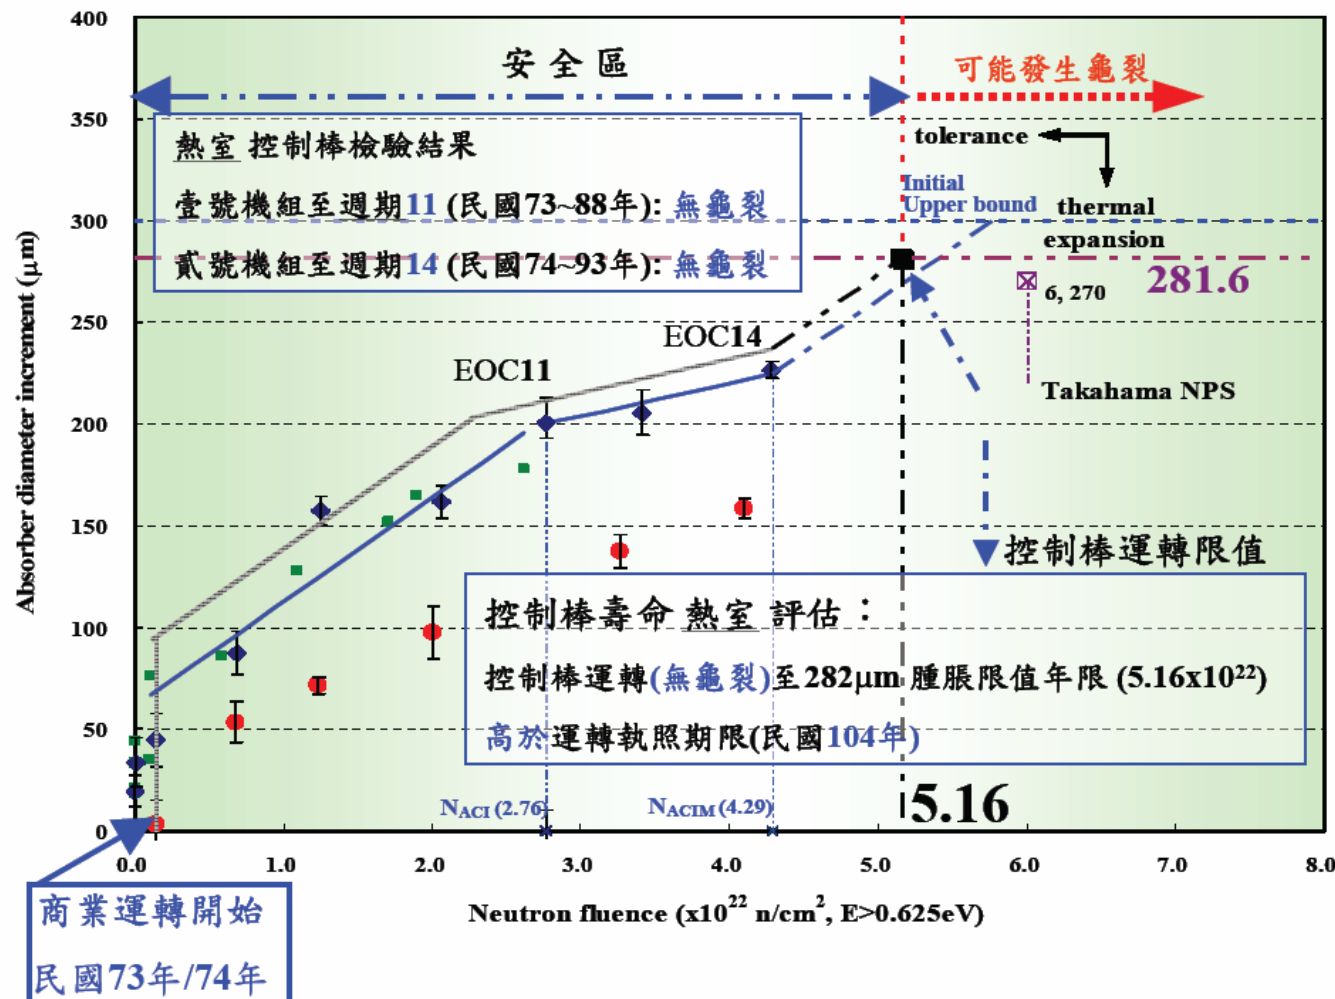 400
安全區
可能發生龜裂
350
tolerance
熱室 控制棒檢驗結果
壹號機組至週期11 (民國73~88年): 無龜裂
貳號機組至週期14 (民國74~93年): 無龜裂
Initial
Upper bound
thermal
expansion
300
281.6
6, 270
250
EOC14
EOC11
Takahama NPS
200
150
控制棒運轉限值
100
控制棒壽命 熱室 評估：
控制棒運轉(無龜裂)至282μm 腫脹限值年限 (5.16x10²²)
高於運轉執照期限(民國104年)
50
N_ACI (2.76)
N_ACIM (4.29)
5.16
0
0.0 1.0 2.0 3.0 4.0 5.0 6.0 7.0 8.0
Absorber diameter increment (μm)
Neutron fluence (x10²² n/cm², E>0.625eV)
商業運轉開始
民國73年/74年